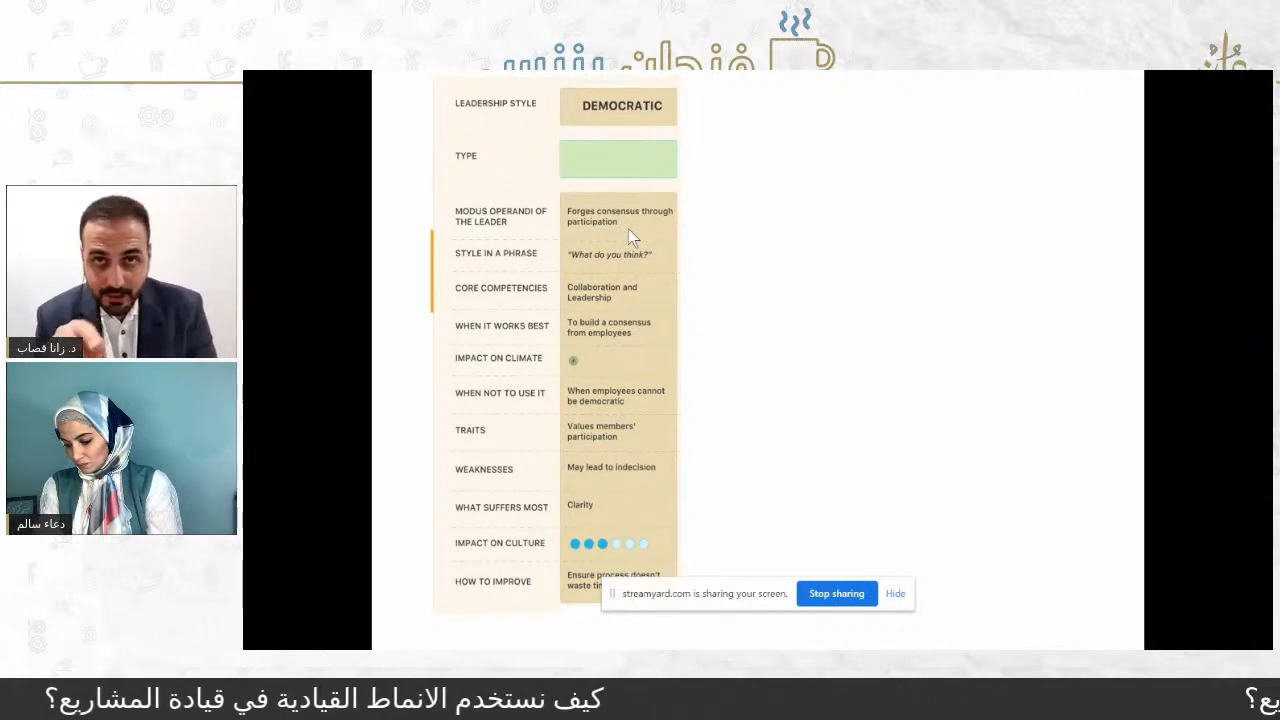 فنجان بزنس
LEADERSHIP STYLE
DEMOCRATIC
TYPE
MODUS OPERANDI OF
THE LEADER
Forges consensus through
participation
STYLE IN A PHRASE
"What do you think?"
CORE COMPETENCIES
Collaboration and
Leadership
WHEN IT WORKS BEST
To build a consensus
from employees
IMPACT ON CLIMATE
WHEN NOT TO USE IT
When employees cannot
be democratic
TRAITS
Values members'
participation
WEAKNESSES
May lead to indecision
WHAT SUFFERS MOST
Clarity
IMPACT ON CULTURE
HOW TO IMPROVE
Ensure process doesn't
waste
streamyard.com is sharing your screen.
Stop sharing
Hide
د. زانا قصاب
دعاء سالم
كيف نستخدم الانماط القيادية في قيادة المشاريع؟
يع؟